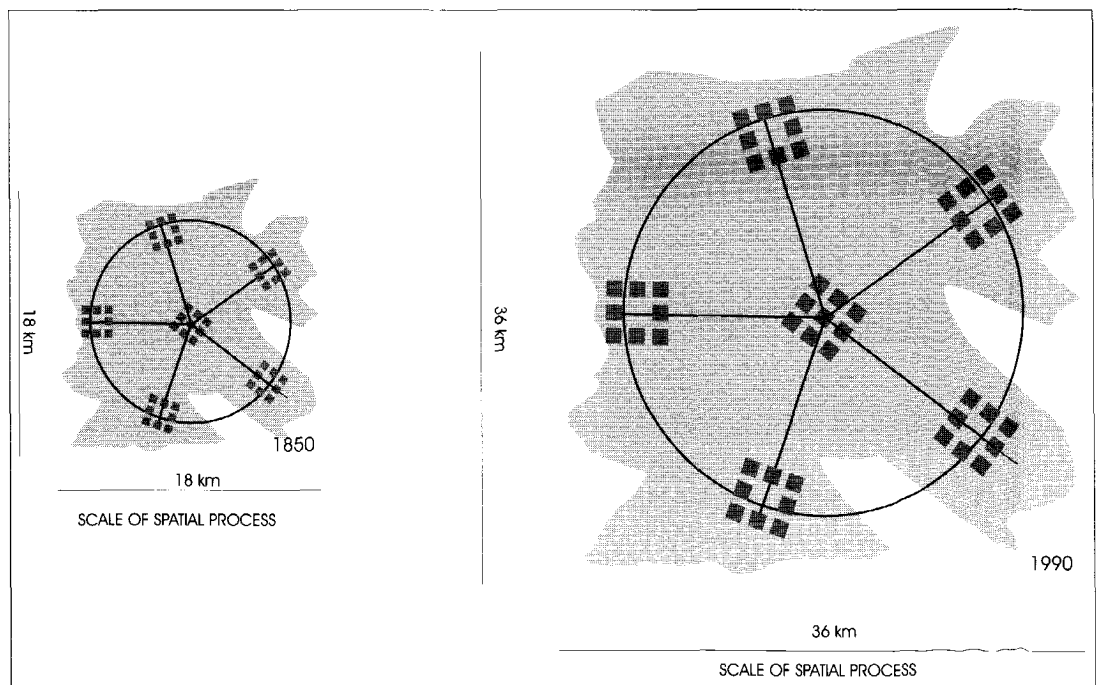 18 km
1850
18 km
SCALE OF SPATIAL PROCESS
36 km
1990
36 km
SCALE OF SPATIAL PROCESS